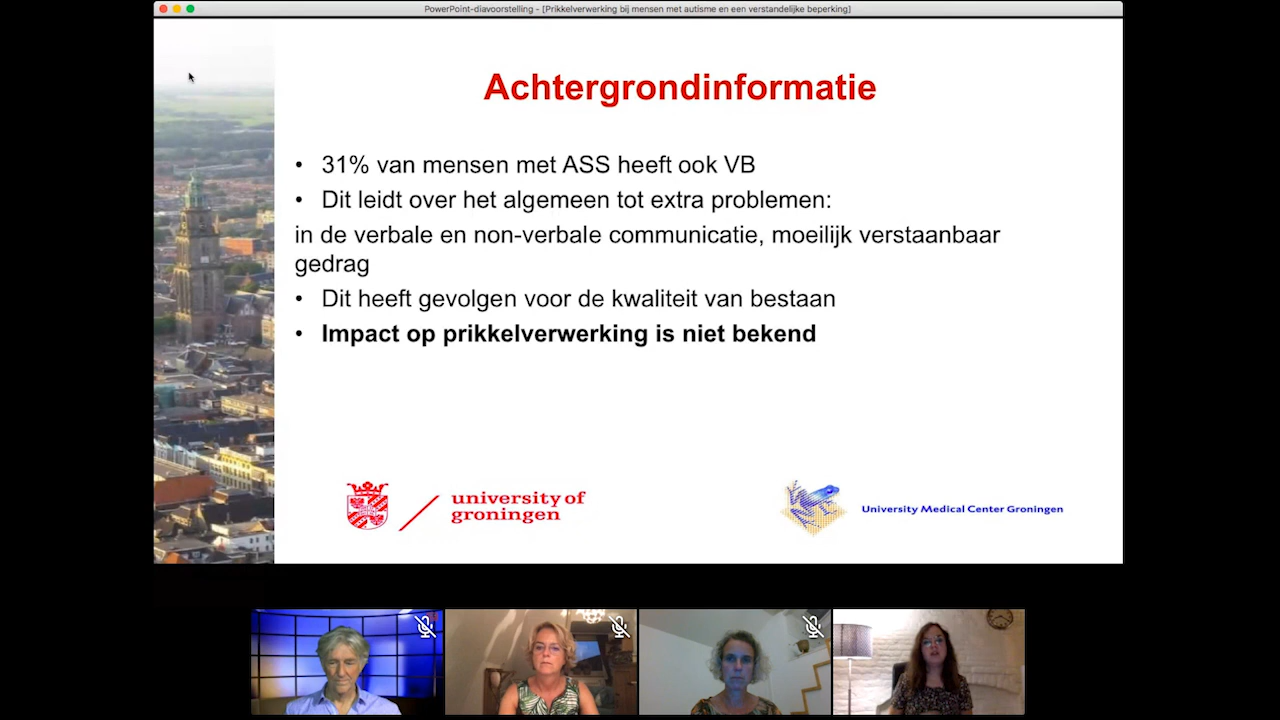 PowerPoint-diavoorstelling - [Prikkelverwerking bij mensen met autisme en een verstandelijke beperking]
Achtergrondinformatie
• 31% van mensen met ASS heeft ook VB
• Dit leidt over het algemeen tot extra problemen:
in de verbale en non-verbale communicatie, moeilijk verstaanbaar
gedrag
• Dit heeft gevolgen voor de kwaliteit van bestaan
• Impact op prikkelverwerking is niet bekend
university of
groningen
University Medical Center Groningen